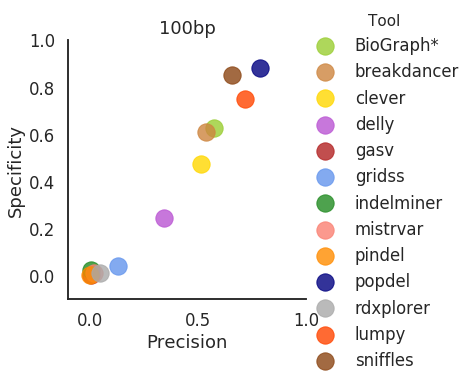 100bp
1.0
0.8
0.6
0.4
0.2
0.0
Specificity
0.0 0.5 1.0
Precision
Tool
BioGraph*
breakdancer
clever
delly
gasv
gridss
indelminer
mistrvar
pindel
popdel
rdxplorer
lumpy
sniffles